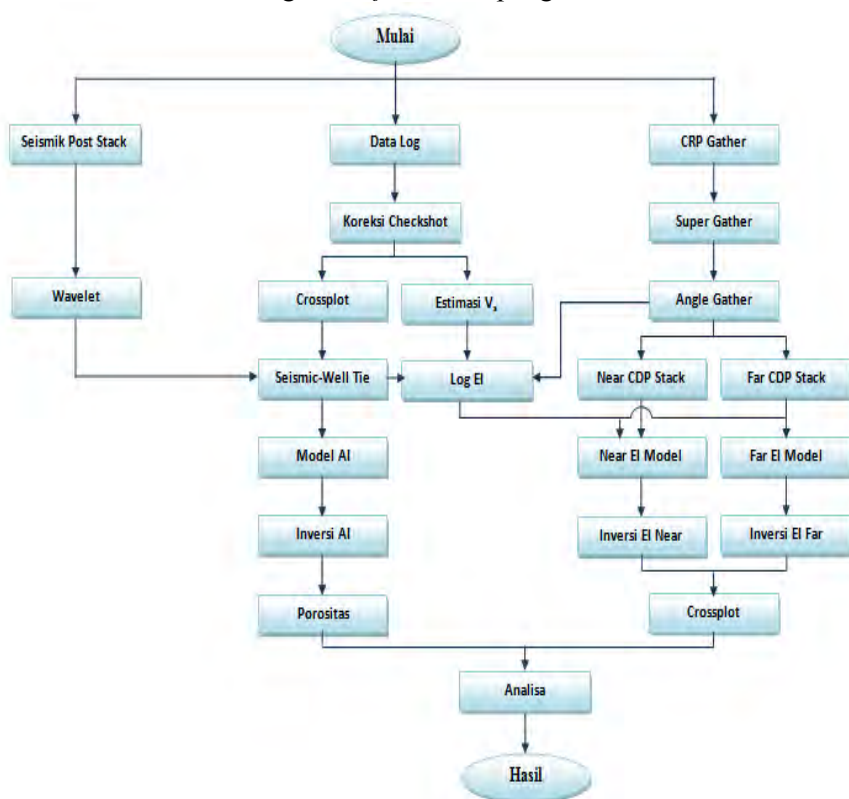 Mulai
Seismik Post Stack
Data Log
CRP Gather
Koreksi Checkshot
Super Gather
Wavelet
Crossplot
Estimasi Vs
Angle Gather
Seismic-Well Tie
Log EI
Near CDP Stack
Far CDP Stack
Model AI
Near EI Model
Far EI Model
Inversi AI
Inversi EI Near
Inversi EI Far
Porositas
Crossplot
Analisa
Hasil